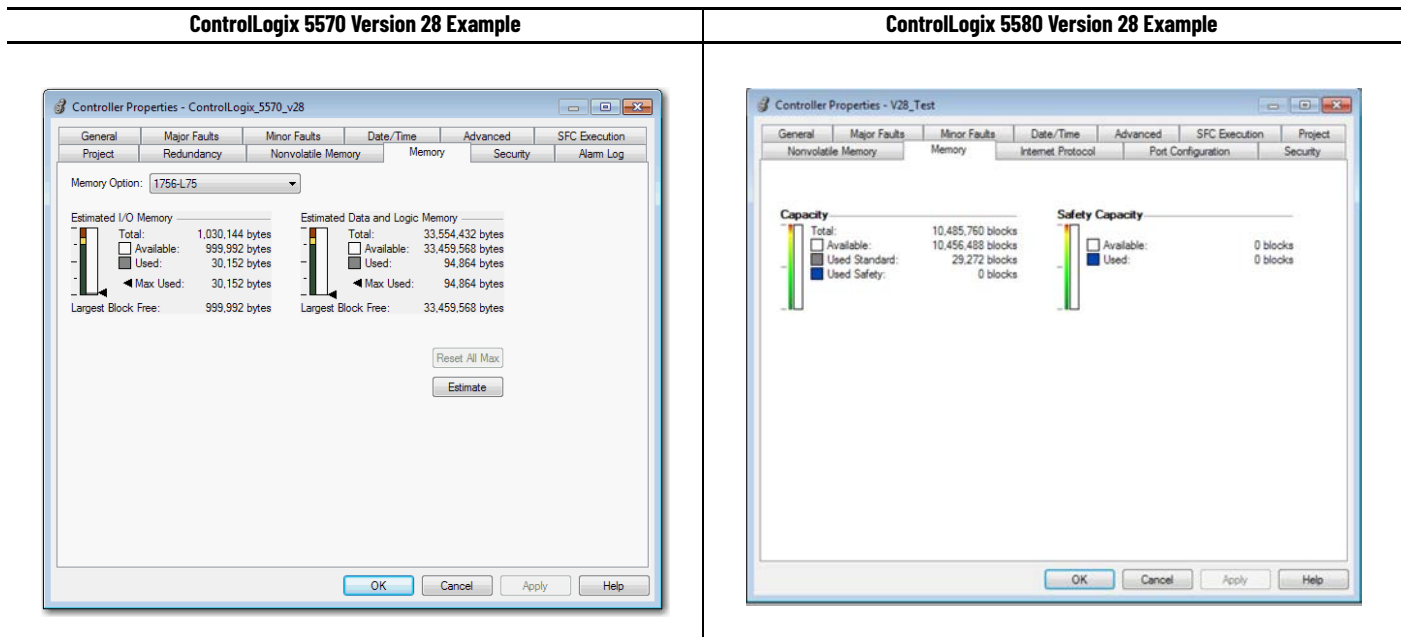 ControlLogix 5570 Version 28 Example
ControlLogix 5580 Version 28 Example
Controller Properties - ControlLogix_5570_v28
General Major Faults Minor Faults Date/Time Advanced SFC Execution
Project Redundancy Nonvolatile Memory Memory Security Alarm Log
Memory Option: 1756-L75
Estimated I/O Memory
Total: 1,030,144 bytes
Available: 999,992 bytes
Used: 30,152 bytes
Max Used: 30,152 bytes
Largest Block Free: 999,992 bytes
Estimated Data and Logic Memory
Total: 33,554,432 bytes
Available: 33,459,568 bytes
Used: 94,864 bytes
Max Used: 94,864 bytes
Largest Block Free: 33,459,568 bytes
Reset All Max
Estimate
OK Cancel Apply Help
Controller Properties - V28_Test
General Major Faults Minor Faults Date/Time Advanced SFC Execution Project
Nonvolatile Memory Memory Internet Protocol Port Configuration Security
Capacity
Total: 10,485,760 blocks
Available: 10,456,488 blocks
Used Standard: 29,272 blocks
Used Safety: 0 blocks
Safety Capacity
Available: 0 blocks
Used: 0 blocks
OK Cancel Apply Help